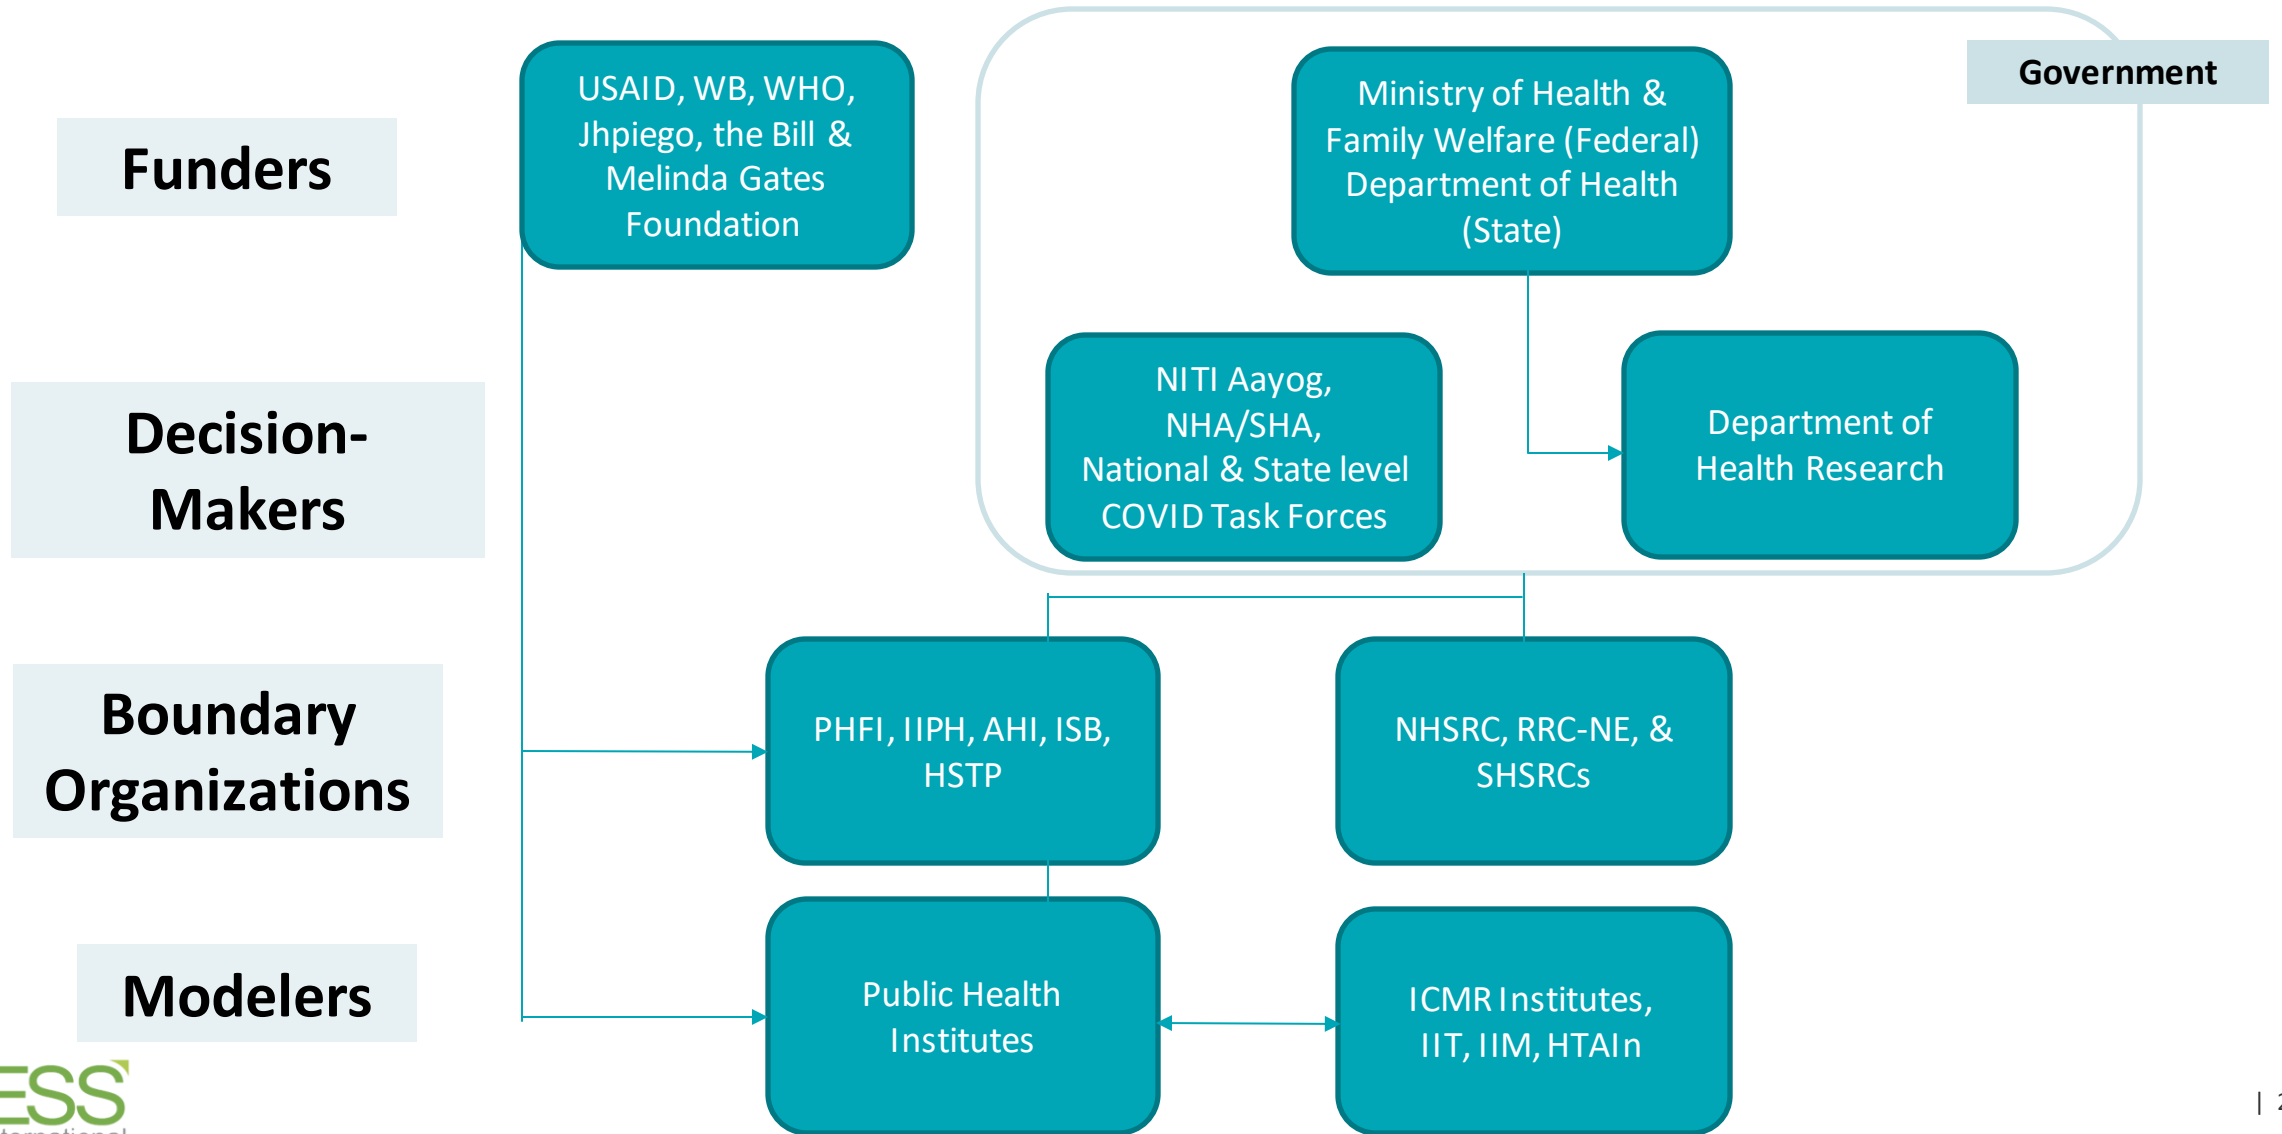 Government
Funders
USAID, WB, WHO,
Jhpiego, the Bill &
Melinda Gates
Foundation
Ministry of Health &
Family Welfare (Federal)
Department of Health
(State)
Decision-
Makers
NITI Aayog,
NHA/SHA,
National & State level
COVID Task Forces
Department of
Health Research
Boundary
Organizations
PHFI, IIPH, AHI, ISB,
HSTP
NHSRC, RRC-NE, &
SHSRCs
Modelers
Public Health
Institutes
ICMR Institutes,
IIT, IIM, HTAIn
ESS
| 2